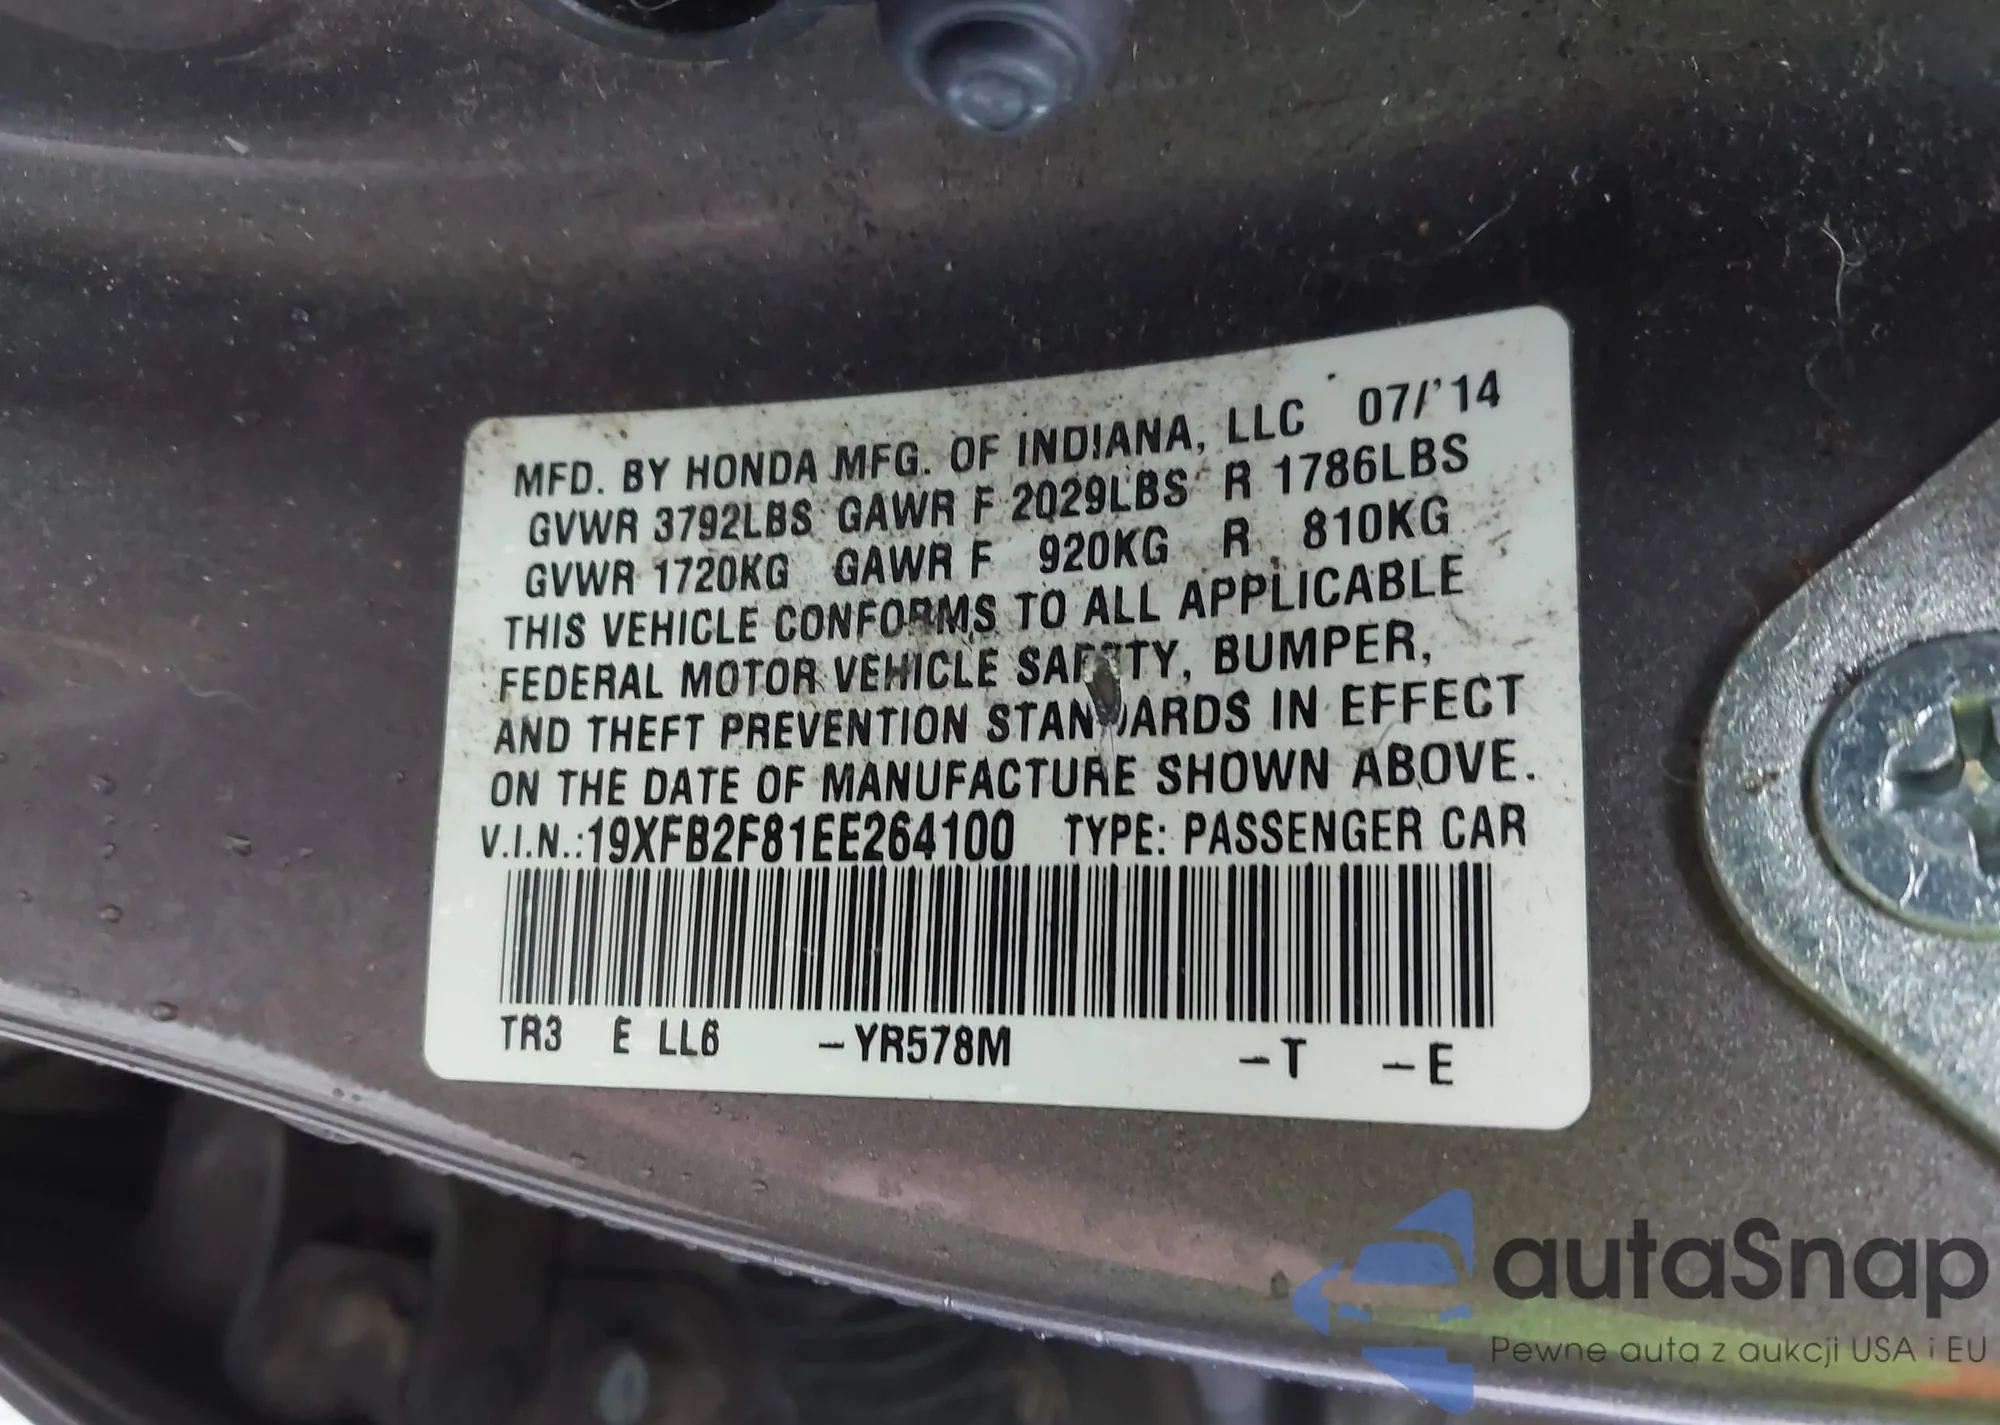 MFD. BY HONDA MFG. OF INDIANA, LLC 07/'14
GVWR 3792LBS GAWR F 2029LBS R 1786LBS
GVWR 1720KG GAWR F 920KG R 810KG
THIS VEHICLE CONFORMS TO ALL APPLICABLE
FEDERAL MOTOR VEHICLE SAFETY, BUMPER,
AND THEFT PREVENTION STANDARDS IN EFFECT
ON THE DATE OF MANUFACTURE SHOWN ABOVE.
V.I.N.:19XFB2F81EE264100 TYPE: PASSENGER CAR
TR3 E LL6 –YR578M –T –E
autaSnap
Pewne auta z aukcji USA i EU